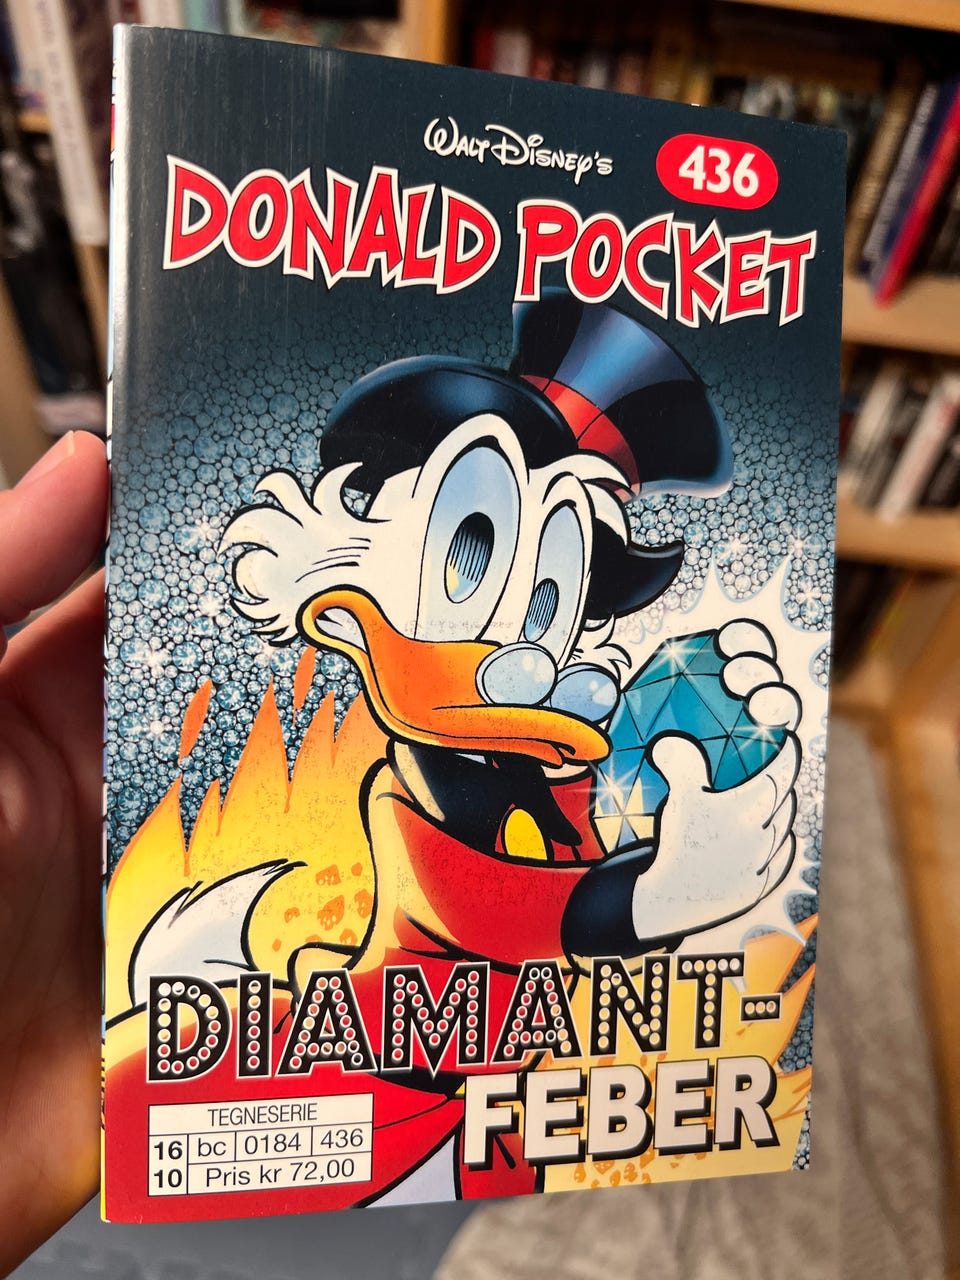 WALT DISNEY'S
436
DONALD POCKET
DIAMANT-
FEBER
TEGNESERIE
16 bc 0184 436
10 Pris kr 72,00